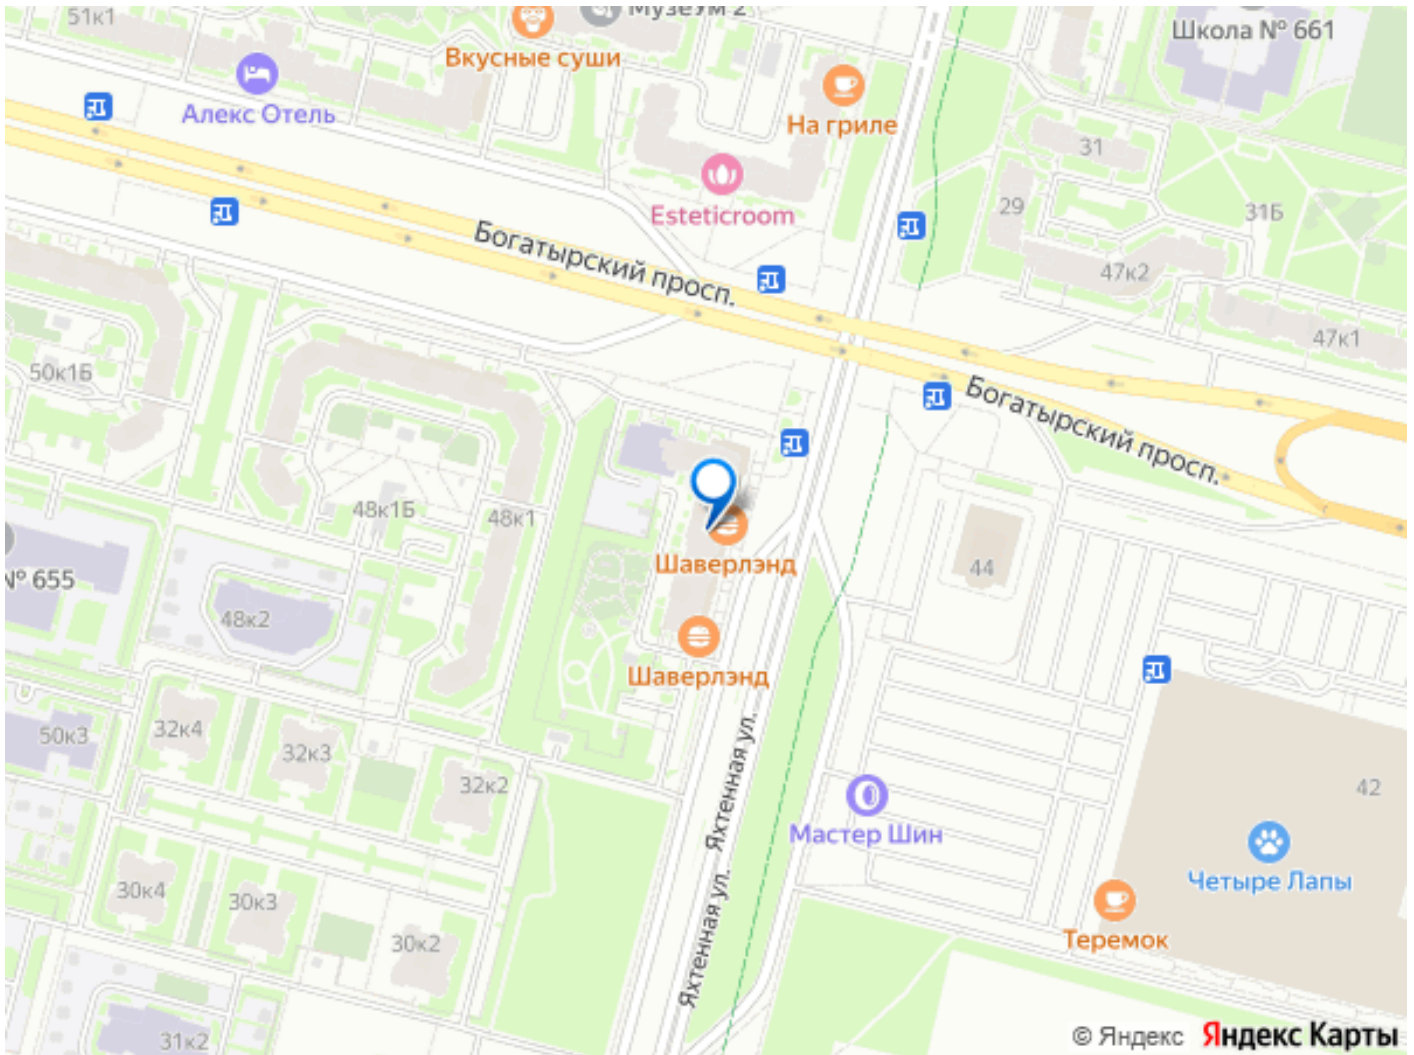 51к1
МузеУм 2
Школа № 661
Вкусные суши
Алекс Отель
На гриле
31
Esteticroom
29
31Б
Богатырский просп.
47к2
47к1
50к1Б
Богатырский просп.
48к1Б
48к1
Шаверлэнд
44
№ 655
48к2
Шаверлэнд
32к4
50к3
32к3
32к2
Яхтенная ул.
42
Мастер Шин
Четыре Лапы
30к4
30к3
Яхтенная ул.
30к2
Теремок
31к2
© Яндекс Яндекс Карты